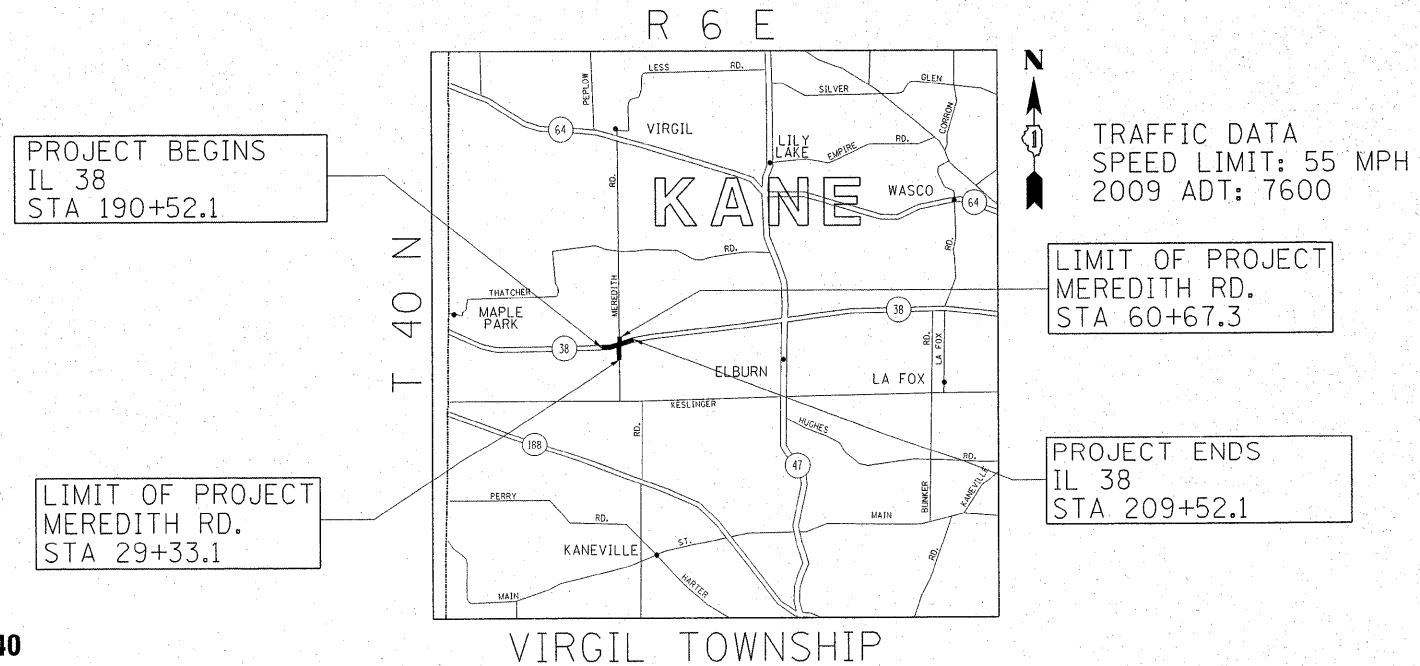 R 6 E
PROJECT BEGINS
IL 38
STA 190+52.1
N
1
TRAFFIC DATA
SPEED LIMIT: 55 MPH
2009 ADT: 7600
LESS RD.
PEPLOW
GLEN
SILVER
64
VIRGIL
CORRON
LILY
LAKE
EMPIRE RD.
RD.
KANE
WASCO
64
T 40 N
RD.
RD.
LIMIT OF PROJECT
MEREDITH RD.
STA 60+67.3
THATCHER
MEREDITH
MAPLE
PARK
38
38
RD.
LA FOX
ELBURN
LA FOX
KESLINGER
HUGHES
RD.
188
RD.
47
KANEVILLE
PROJECT ENDS
IL 38
STA 209+52.1
LIMIT OF PROJECT
MEREDITH RD.
STA 29+33.1
PERRY
RD.
MAIN
BUNKER
ST.
KANEVILLE
RD.
HARTER
MAIN
40
VIRGIL TOWNSHIP